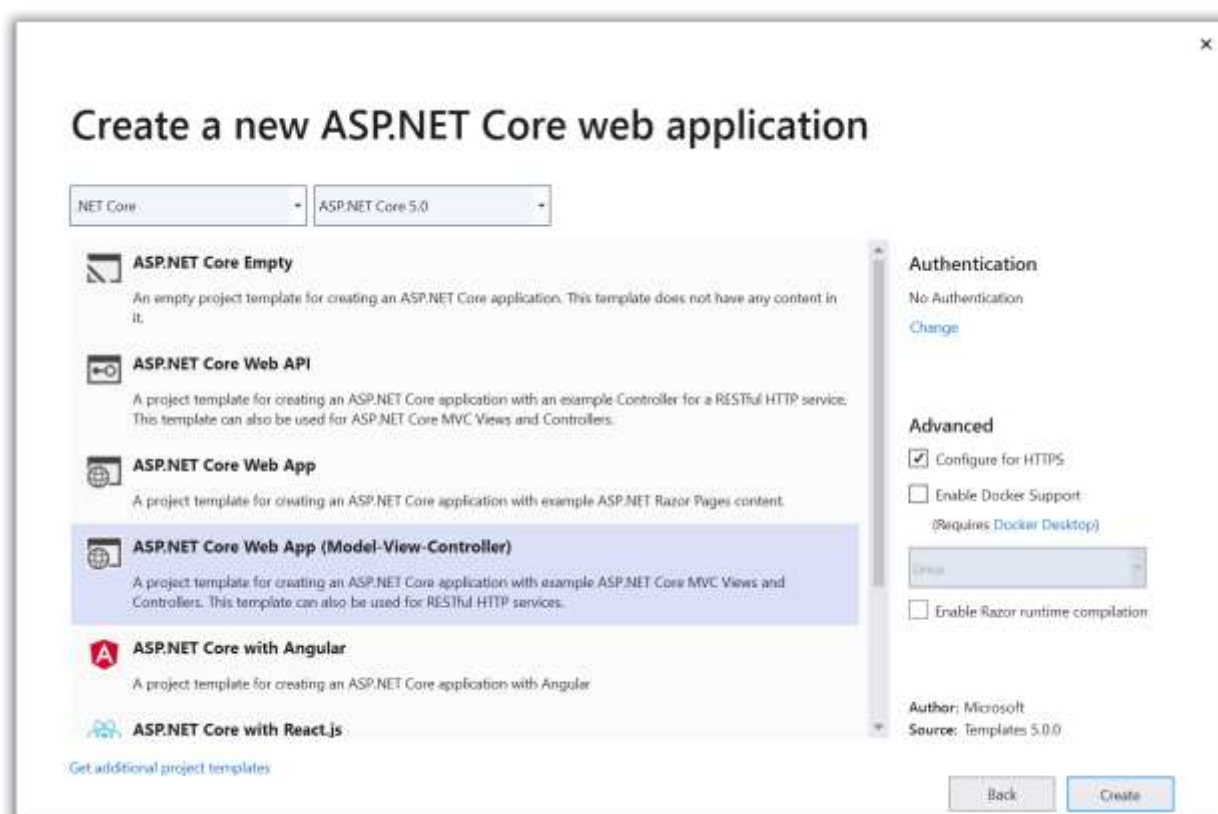 Create a new ASP.NET Core web application
.NET Core
ASP.NET Core 5.0
ASP.NET Core Empty
An empty project template for creating an ASP.NET Core application. This template does not have any content in
it.
ASP.NET Core Web API
A project template for creating an ASP.NET Core application with an example Controller for a RESTful HTTP service.
This template can also be used for ASP.NET Core MVC Views and Controllers.
ASP.NET Core Web App
A project template for creating an ASP.NET Core application with example ASP.NET Razor Pages content.
ASP.NET Core Web App (Model-View-Controller)
A project template for creating an ASP.NET Core application with example ASP.NET Core MVC Views and
Controllers. This template can also be used for RESTful HTTP services.
ASP.NET Core with Angular
A project template for creating an ASP.NET Core application with Angular
ASP.NET Core with React.js
Get additional project templates
Authentication
No Authentication
Change
Advanced
Configure for HTTPS
Enable Docker Support
(Requires Docker Desktop)
Linux
Enable Razor runtime compilation
Author: Microsoft
Source: Templates 5.0.0
Back
Create